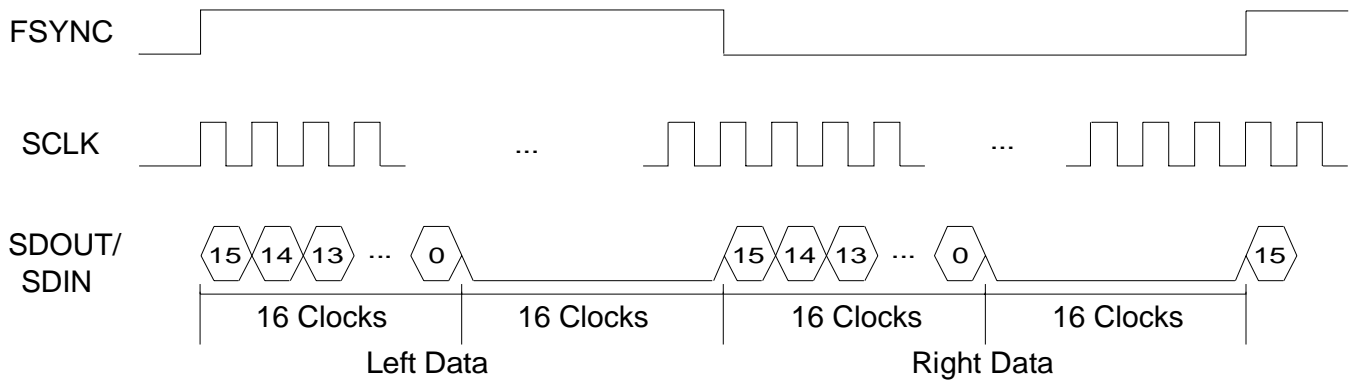 FSYNC
SCLK
... ...
SDOUT/
SDIN
15 14 13 ... 0 15 14 13 ... 0 15
16 Clocks 16 Clocks 16 Clocks 16 Clocks
Left Data Right Data